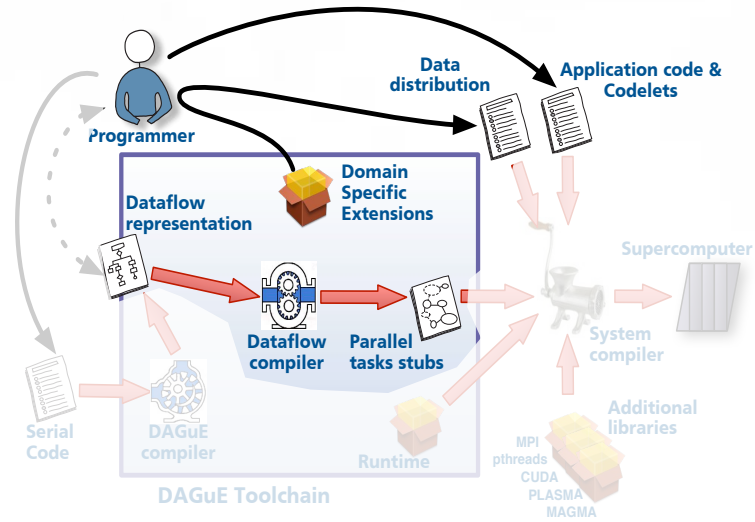 Data
distribution
Application code &
Codelets
Programmer
Domain
Specific
Extensions
Dataflow
representation
Supercomputer
Dataflow
compiler
Parallel
tasks stubs
System
compiler
Serial
Code
DAGuE
compiler
Runtime
Additional
libraries
MPI
pthreads
CUDA
PLASMA
MAGMA
DAGuE Toolchain